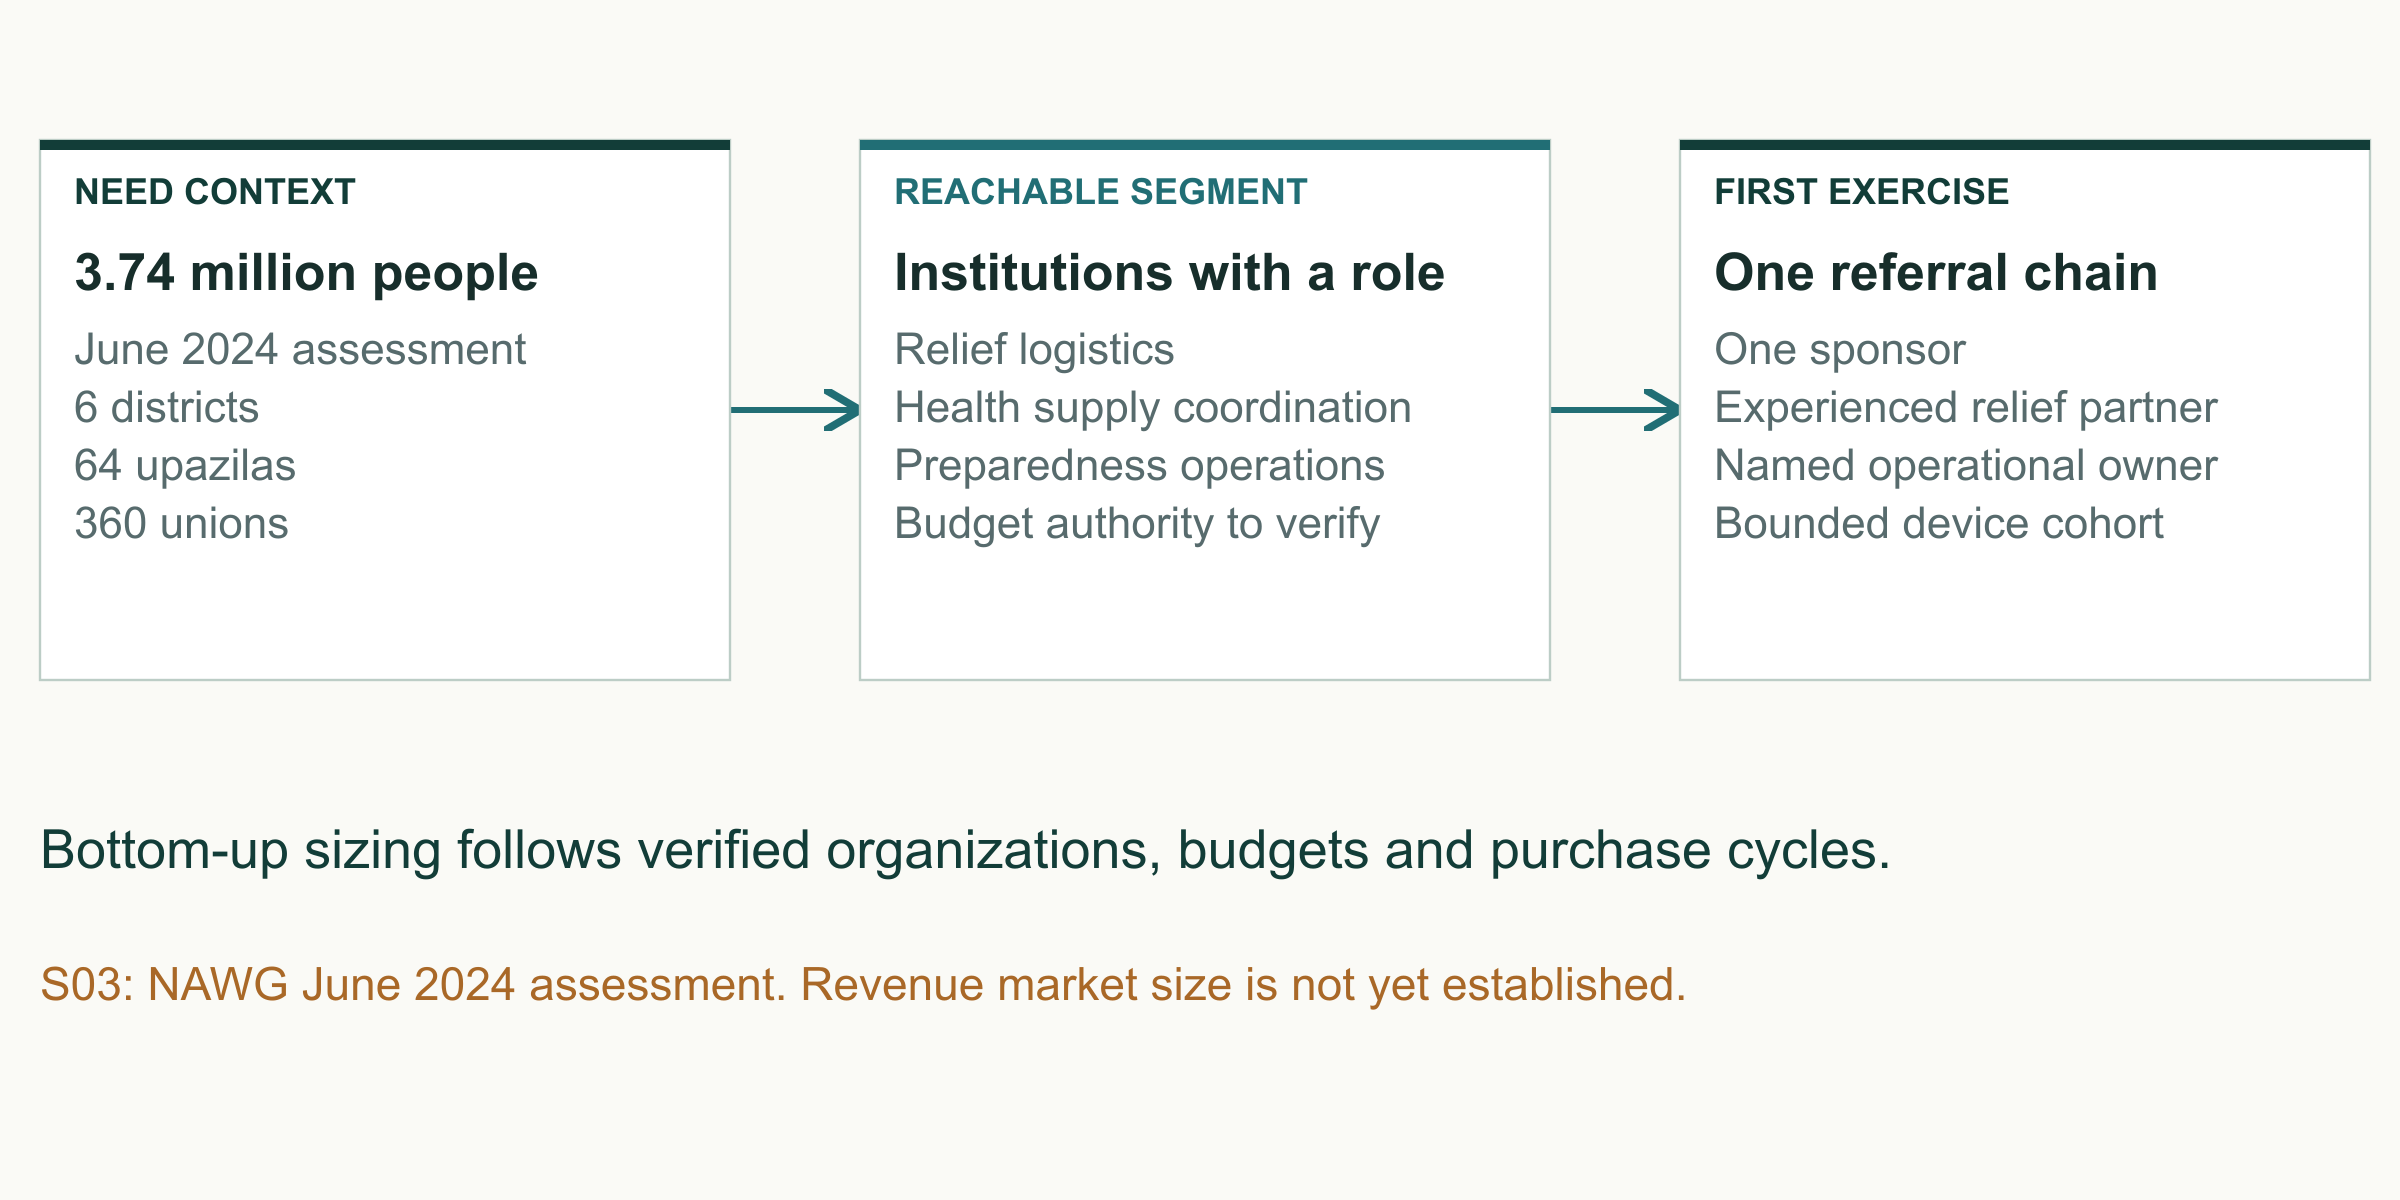 NEED CONTEXT
3.74 million people
June 2024 assessment
6 districts
64 upazilas
360 unions
REACHABLE SEGMENT
Institutions with a role
Relief logistics
Health supply coordination
Preparedness operations
Budget authority to verify
FIRST EXERCISE
One referral chain
One sponsor
Experienced relief partner
Named operational owner
Bounded device cohort
Bottom-up sizing follows verified organizations, budgets and purchase cycles.
S03: NAWG June 2024 assessment. Revenue market size is not yet established.